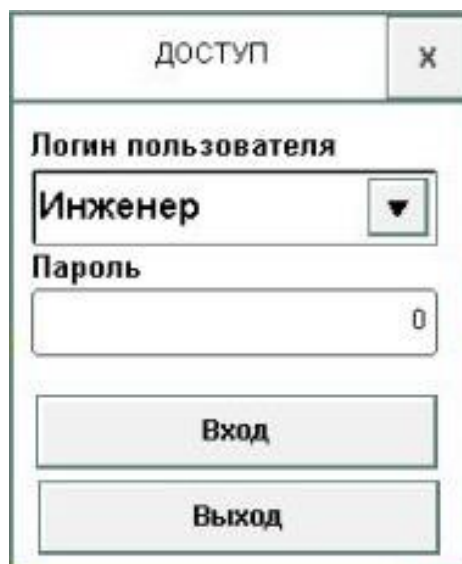 ДОСТУП x
Логин пользователя
Инженер
Пароль
0
Вход
Выход